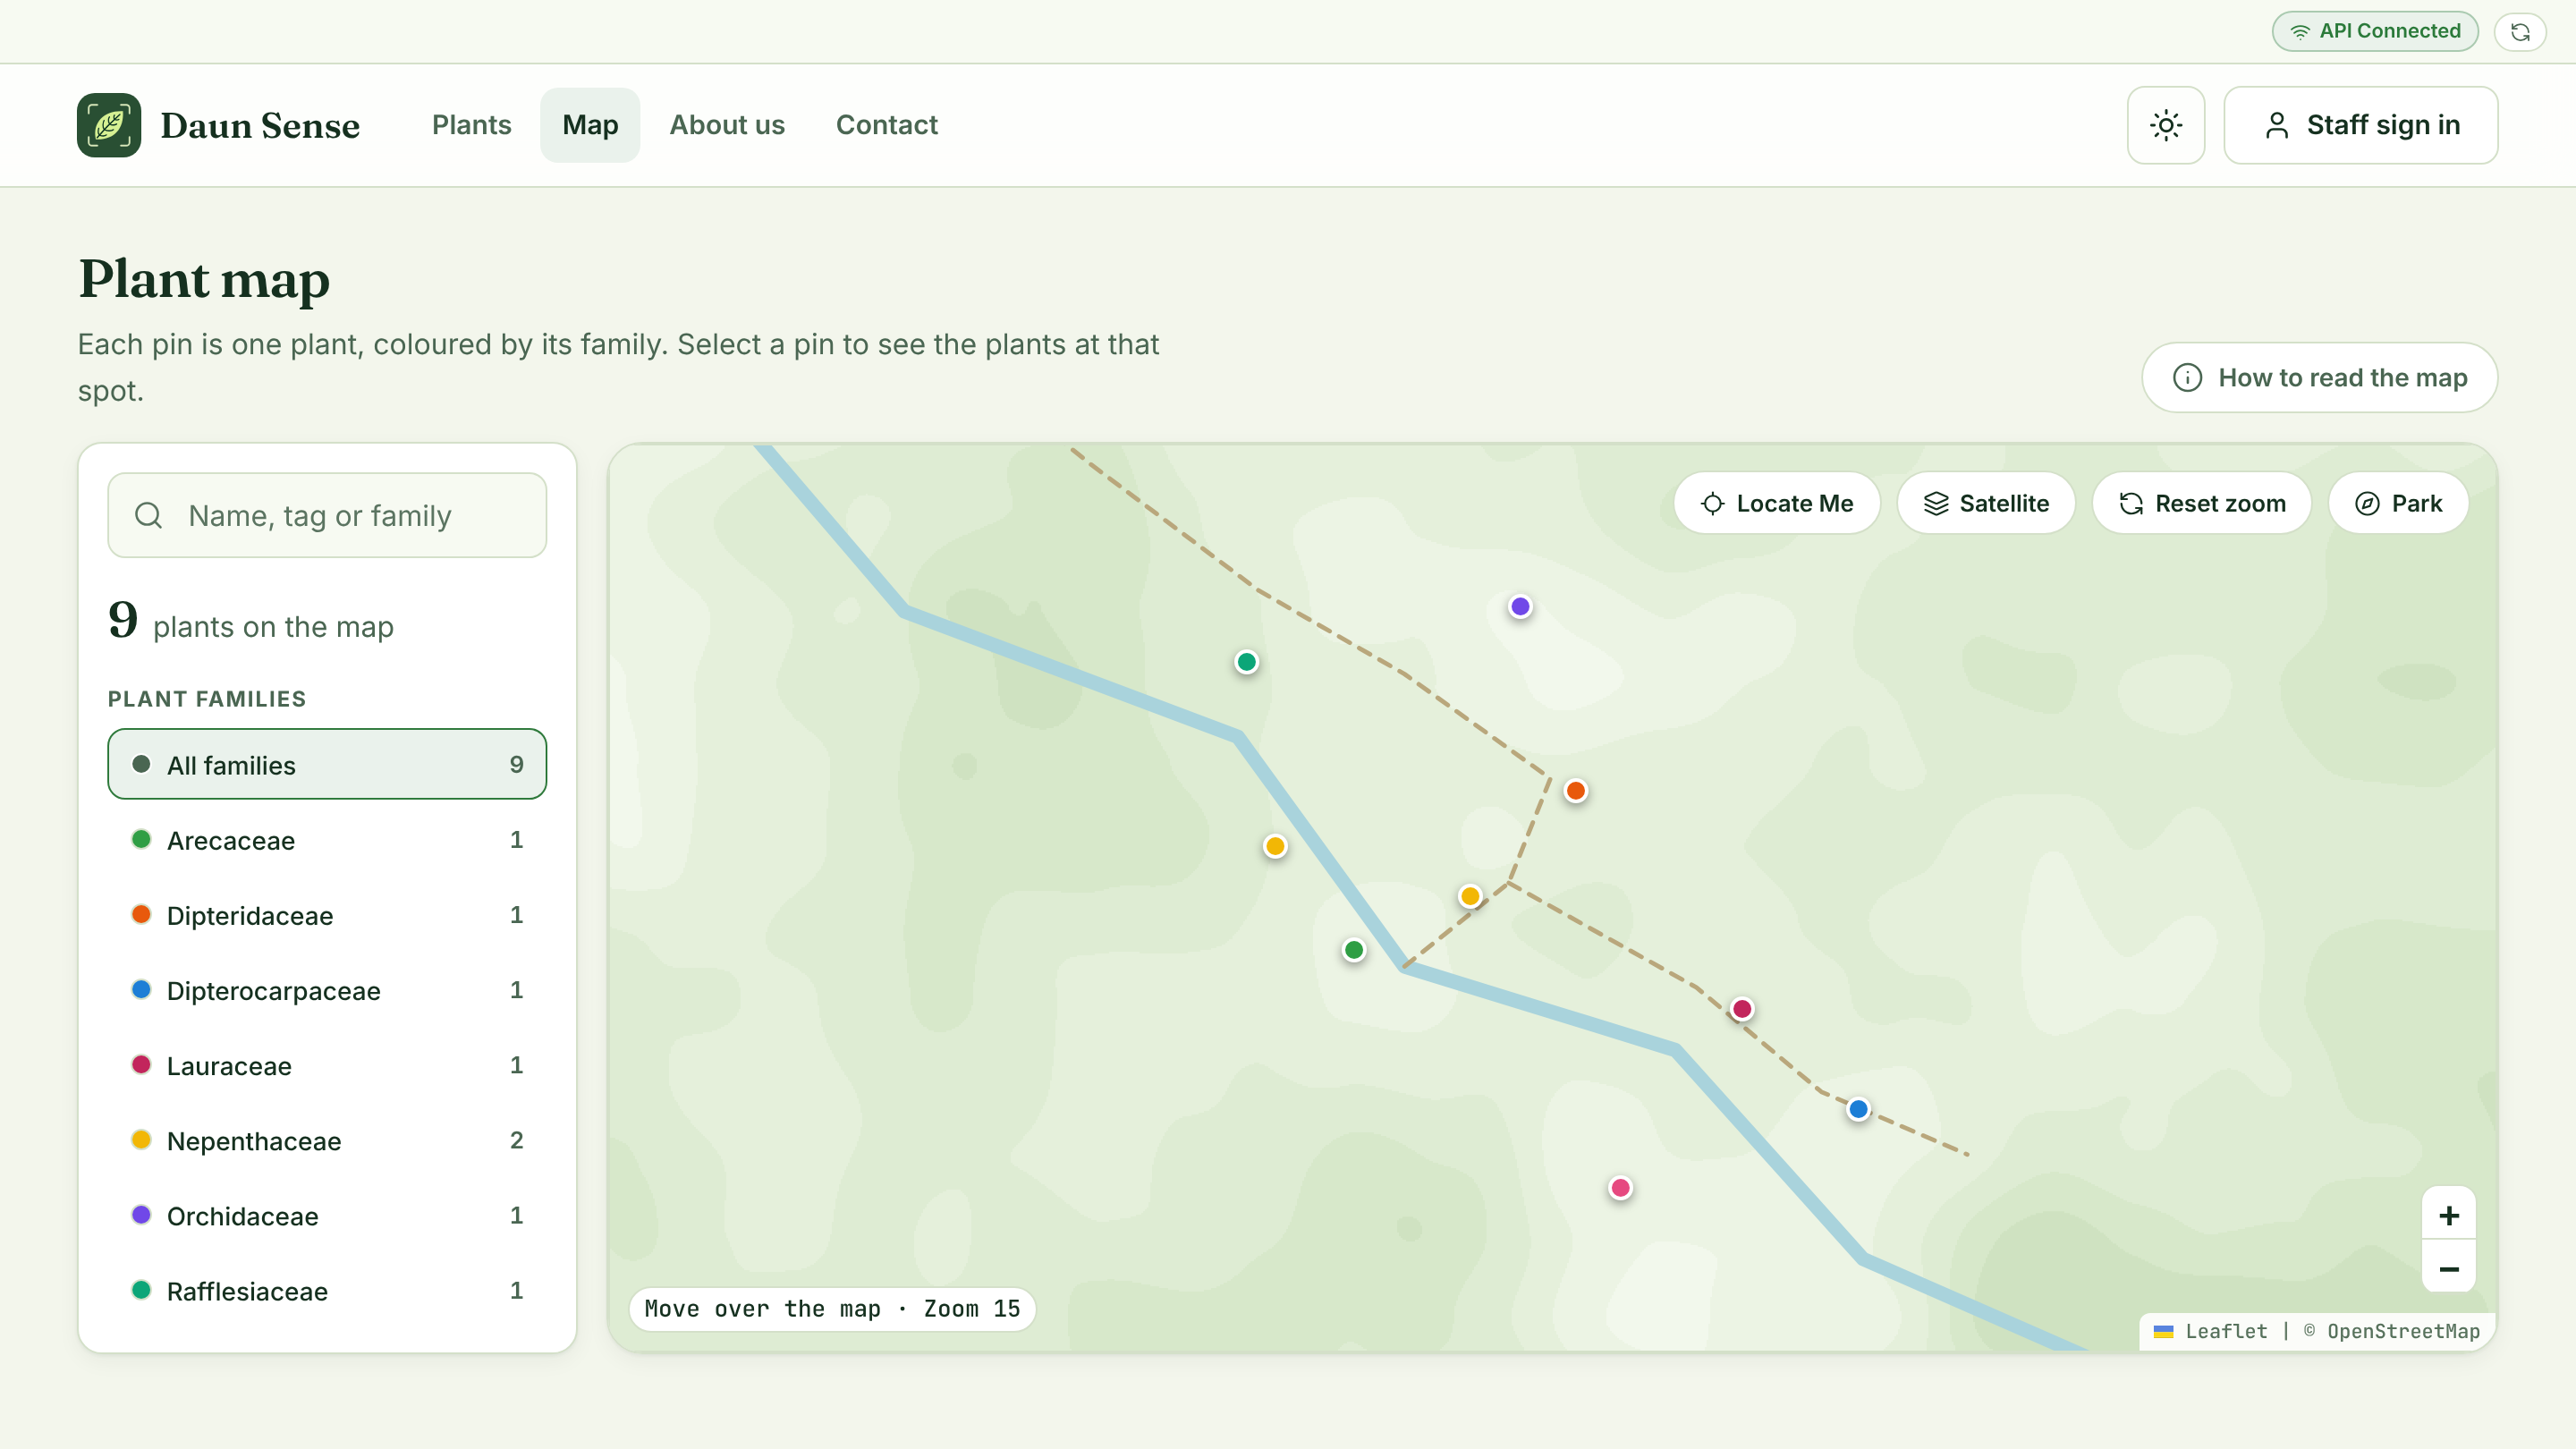 API Connected
Daun Sense
Plants
Map
About us
Contact
Staff sign in
Plant map
Each pin is one plant, coloured by its family. Select a pin to see the plants at that
spot.
How to read the map
Name, tag or family
9 plants on the map
PLANT FAMILIES
All families 9
Arecaceae 1
Dipteridaceae 1
Dipterocarpaceae 1
Lauraceae 1
Nepenthaceae 2
Orchidaceae 1
Rafflesiaceae 1
Locate Me
Satellite
Reset zoom
Park
+
−
Move over the map · Zoom 15
Leaflet | © OpenStreetMap